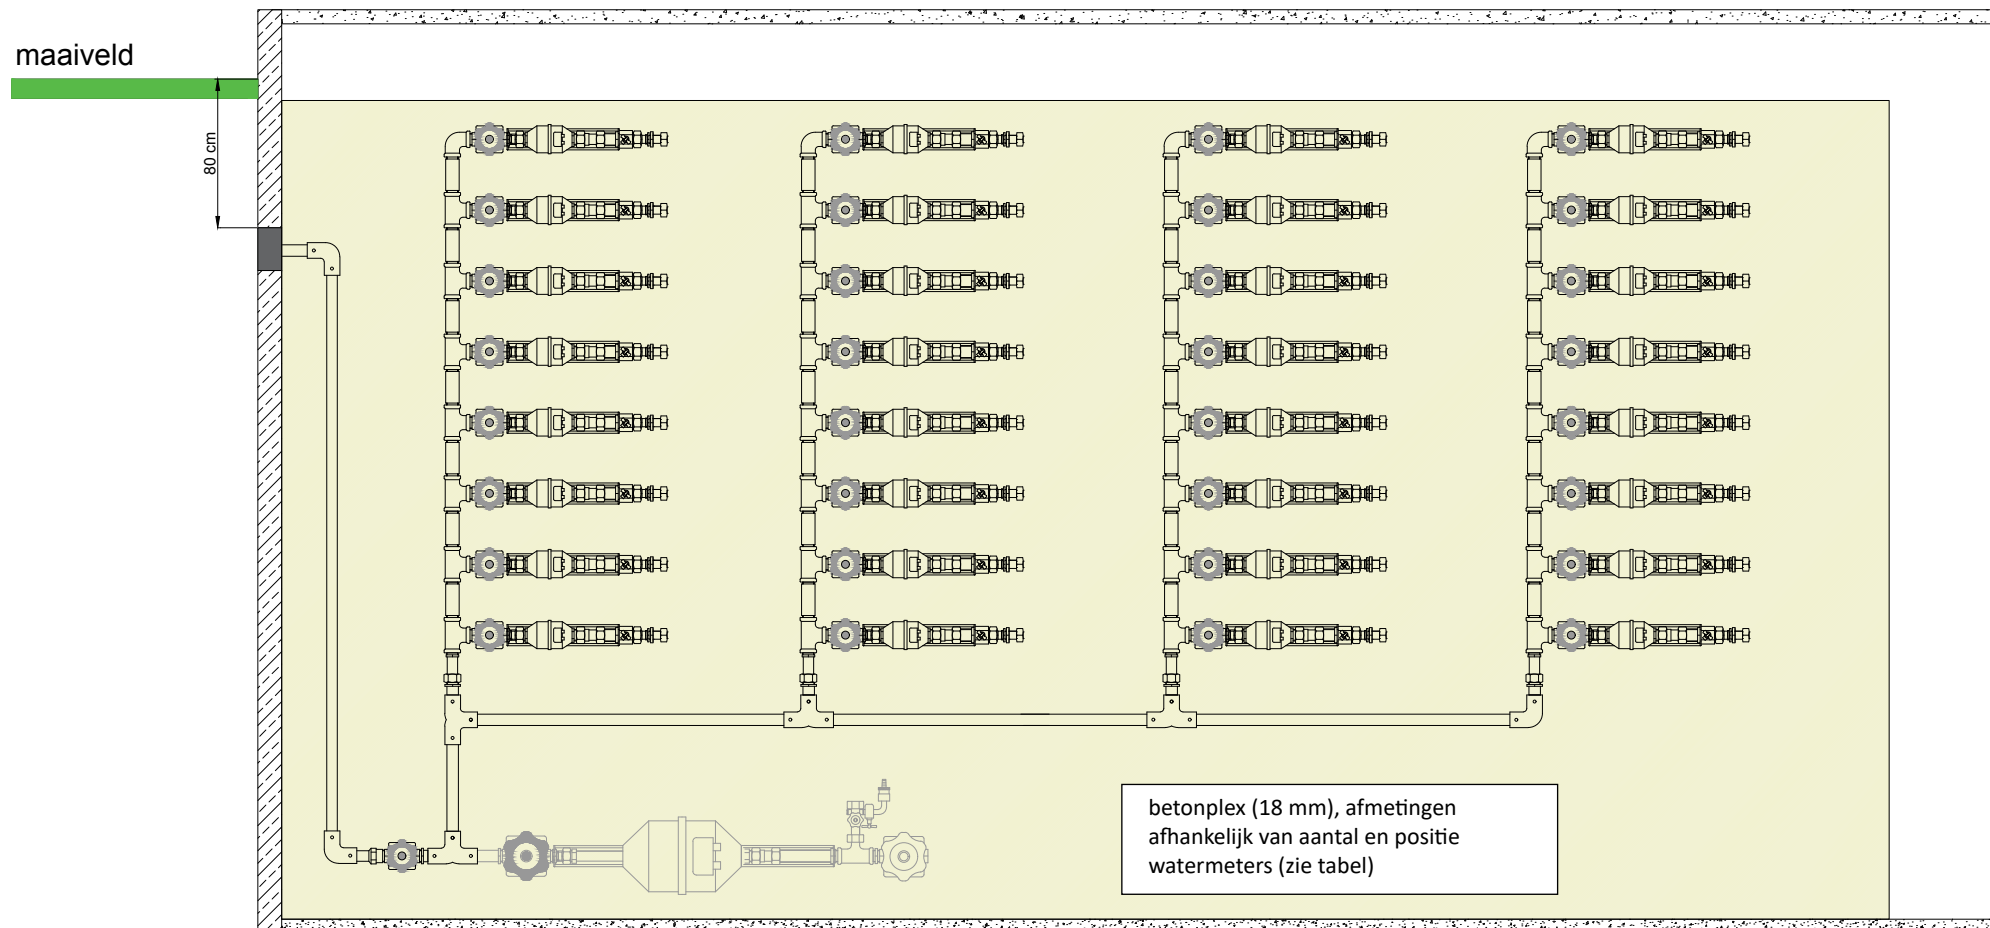 maaiveld
80 cm
betonplex (18 mm), afmetingen
afhankelijk van aantal en positie
watermeters (zie tabel)